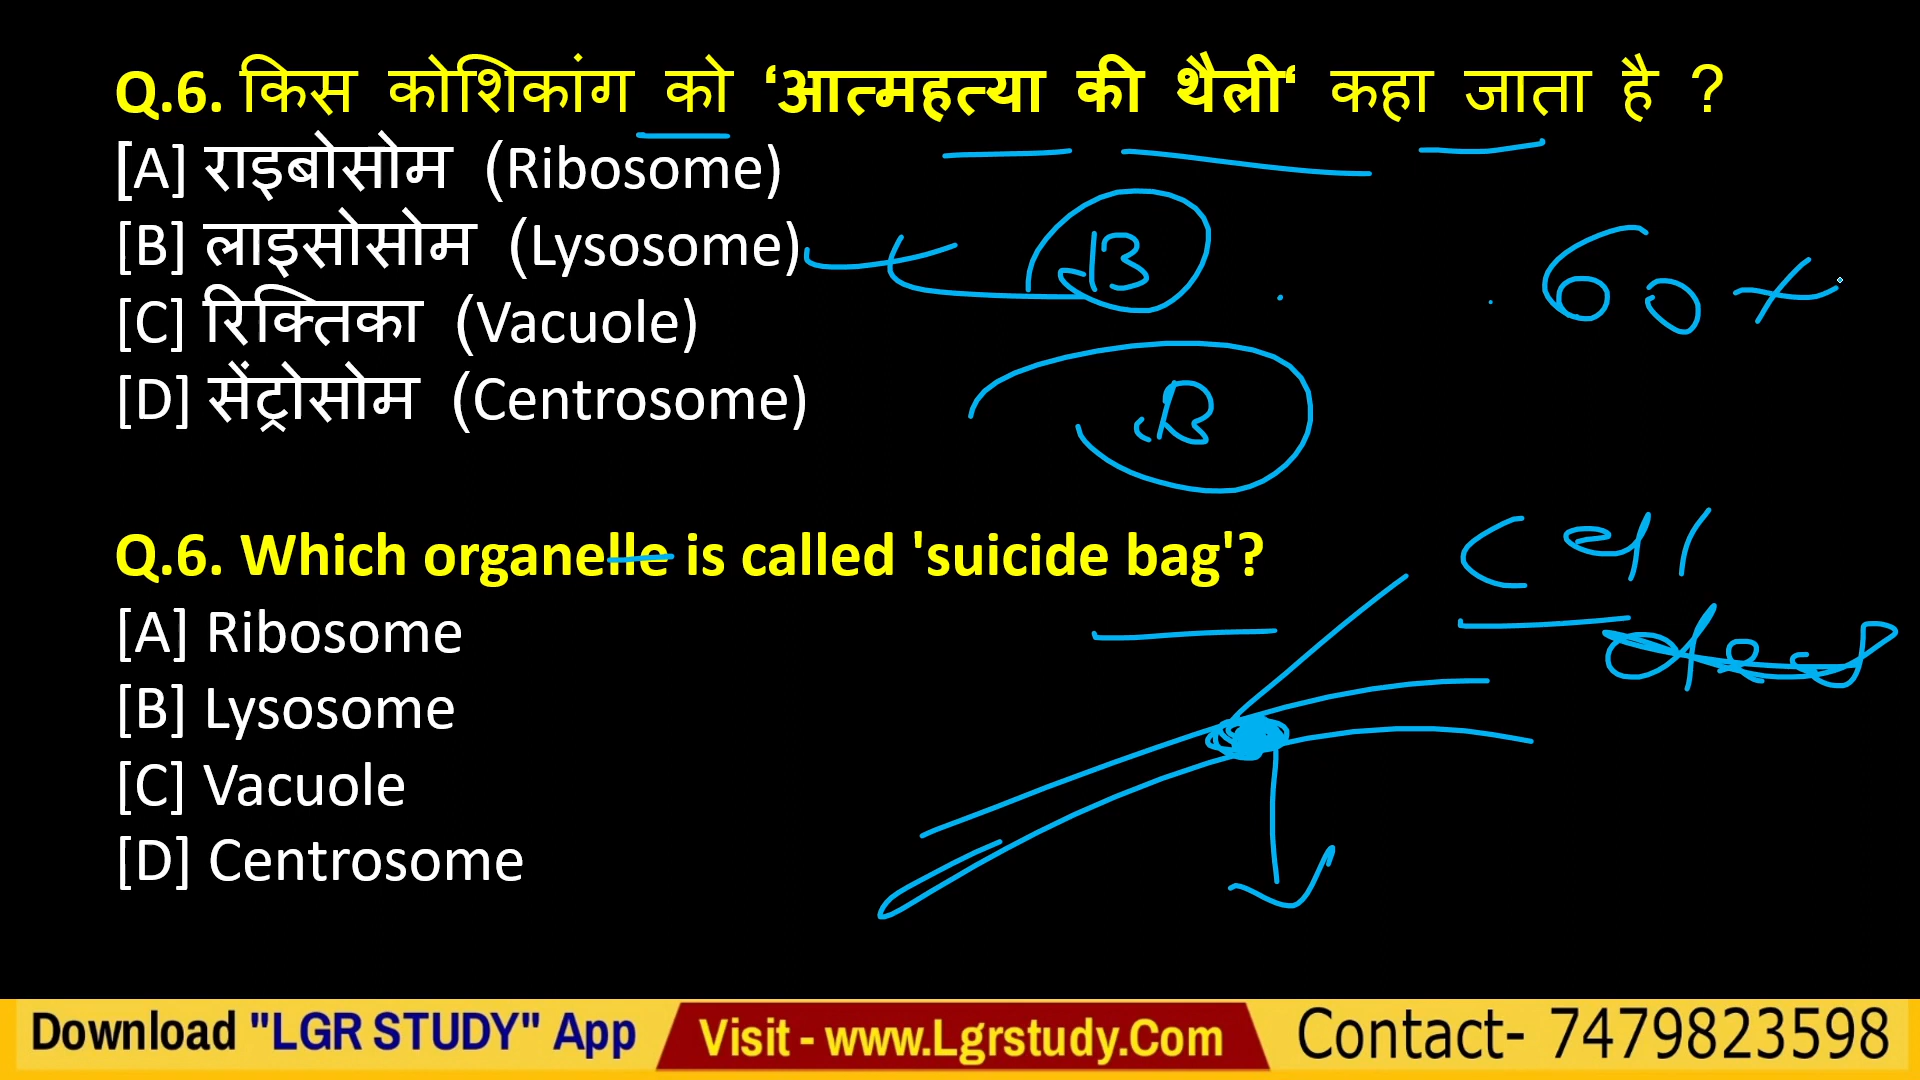 Q.6. किस कोशिकांग को ‘आत्महत्या की थैली‘ कहा जाता है ?
[A] राइबोसोम (Ribosome)
[B] लाइसोसोम (Lysosome)
[C] रिक्तिका (Vacuole)
[D] सेंट्रोसोम (Centrosome)
B
60
B
Q.6. Which organelle is called 'suicide bag'?
Cell
[A] Ribosome
[B] Lysosome
[C] Vacuole
[D] Centrosome
Download "LGR STUDY" App
Visit - www.Lgrstudy.Com
Contact- 7479823598